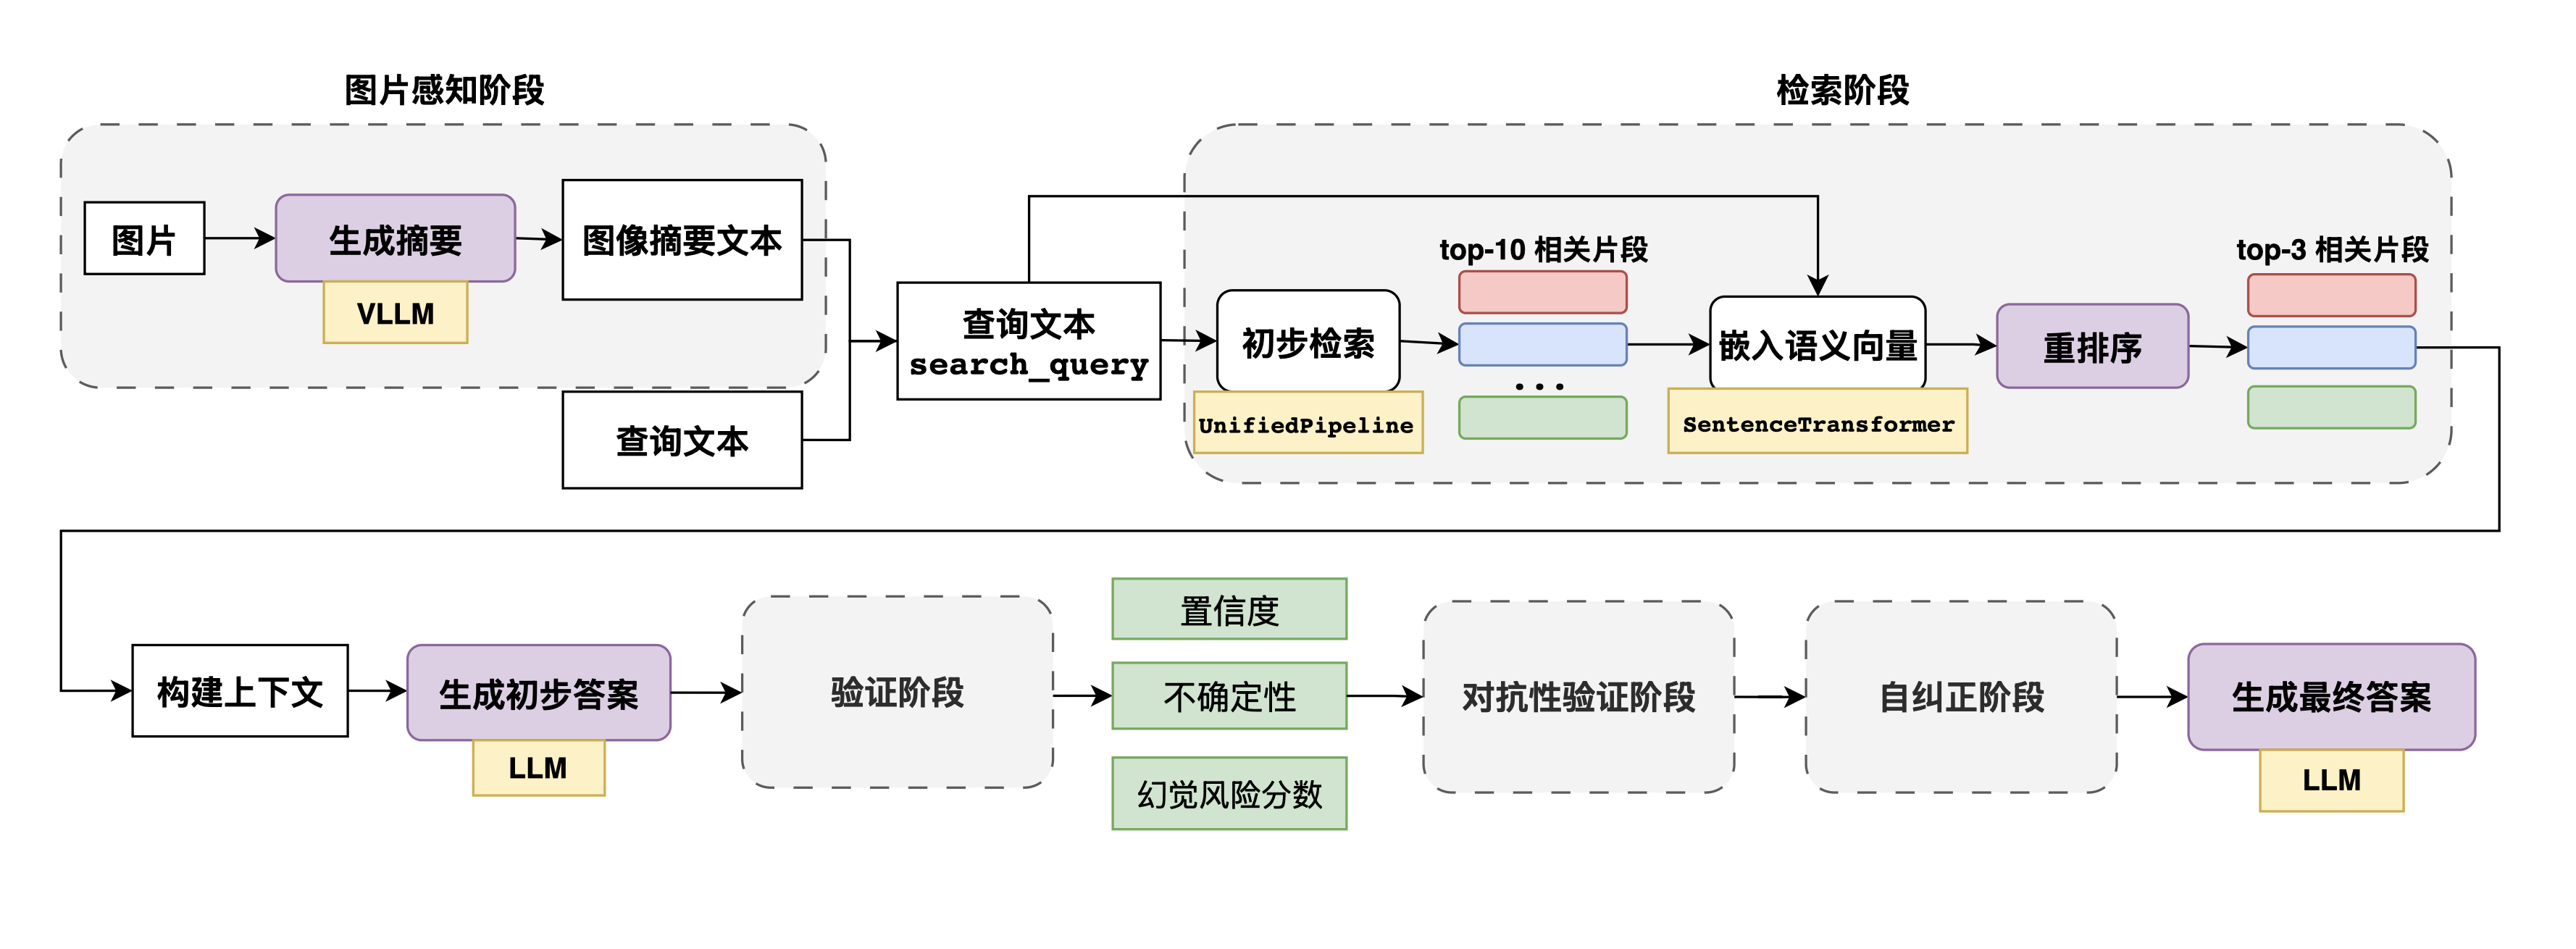 图片感知阶段
检索阶段
图片
生成摘要
VLLM
图像摘要文本
查询文本
查询文本
search_query
初步检索
UnifiedPipeline
top-10 相关片段
...
嵌入语义向量
SentenceTransformer
重排序
top-3 相关片段
构建上下文
生成初步答案
LLM
验证阶段
置信度
不确定性
幻觉风险分数
对抗性验证阶段
自纠正阶段
生成最终答案
LLM